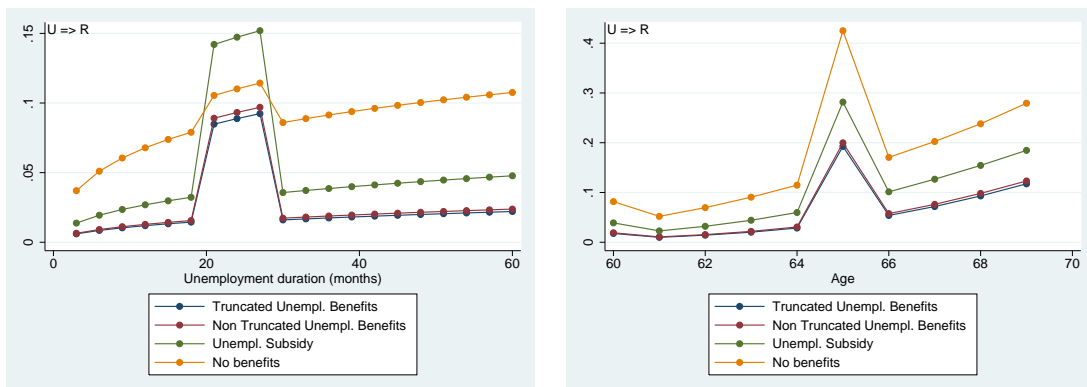 U => R
.15
.1
.05
0
0 20 40 60
Unemployment duration (months)
Truncated Unempl. Benefits
Non Truncated Unempl. Benefits
Unempl. Subsidy
No benefits
U => R
.4
.3
.2
.1
0
60 62 64 66 68 70
Age
Truncated Unempl. Benefits
Non Truncated Unempl. Benefits
Unempl. Subsidy
No benefits